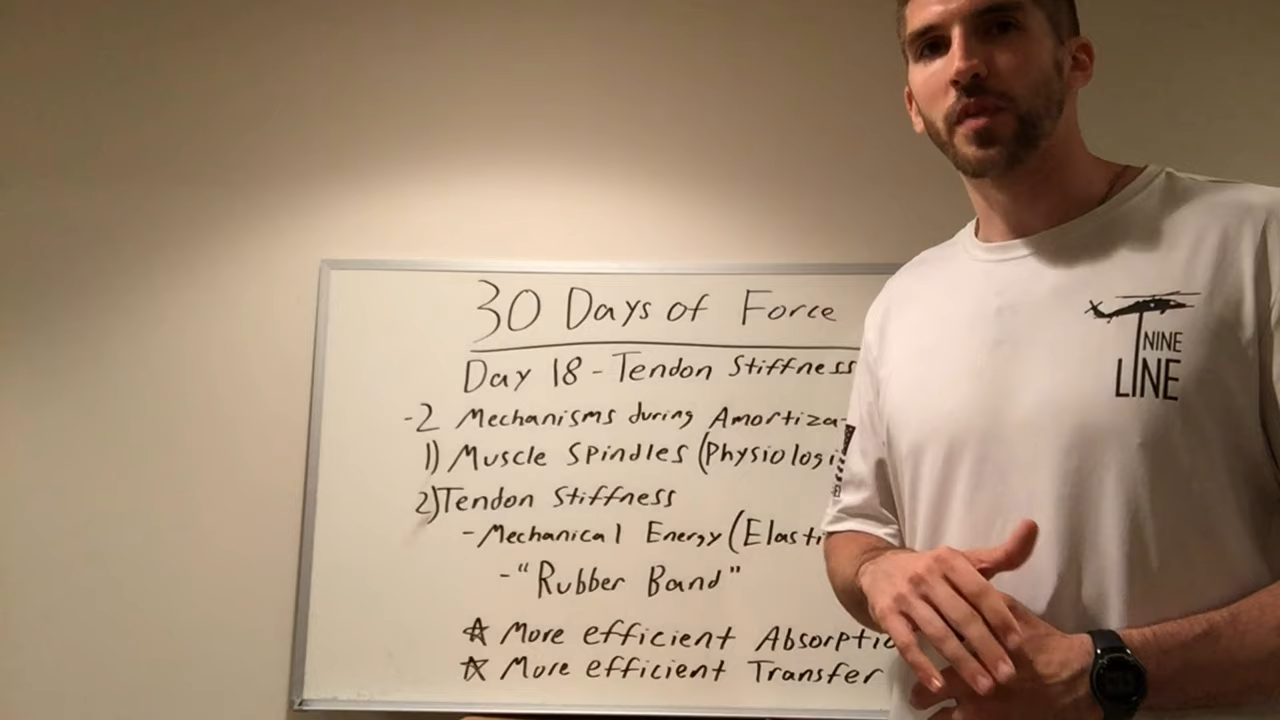 30 Days of Force
Day 18 - Tendon Stiffness
-2 Mechanisms during Amortiza
1) Muscle Spindles (Physiologi
2) Tendon Stiffness
- Mechanical Energy (Elasti
- "Rubber Band"
☆ More efficient Absorptio
☆ More efficient Transfer
NINE
LINE